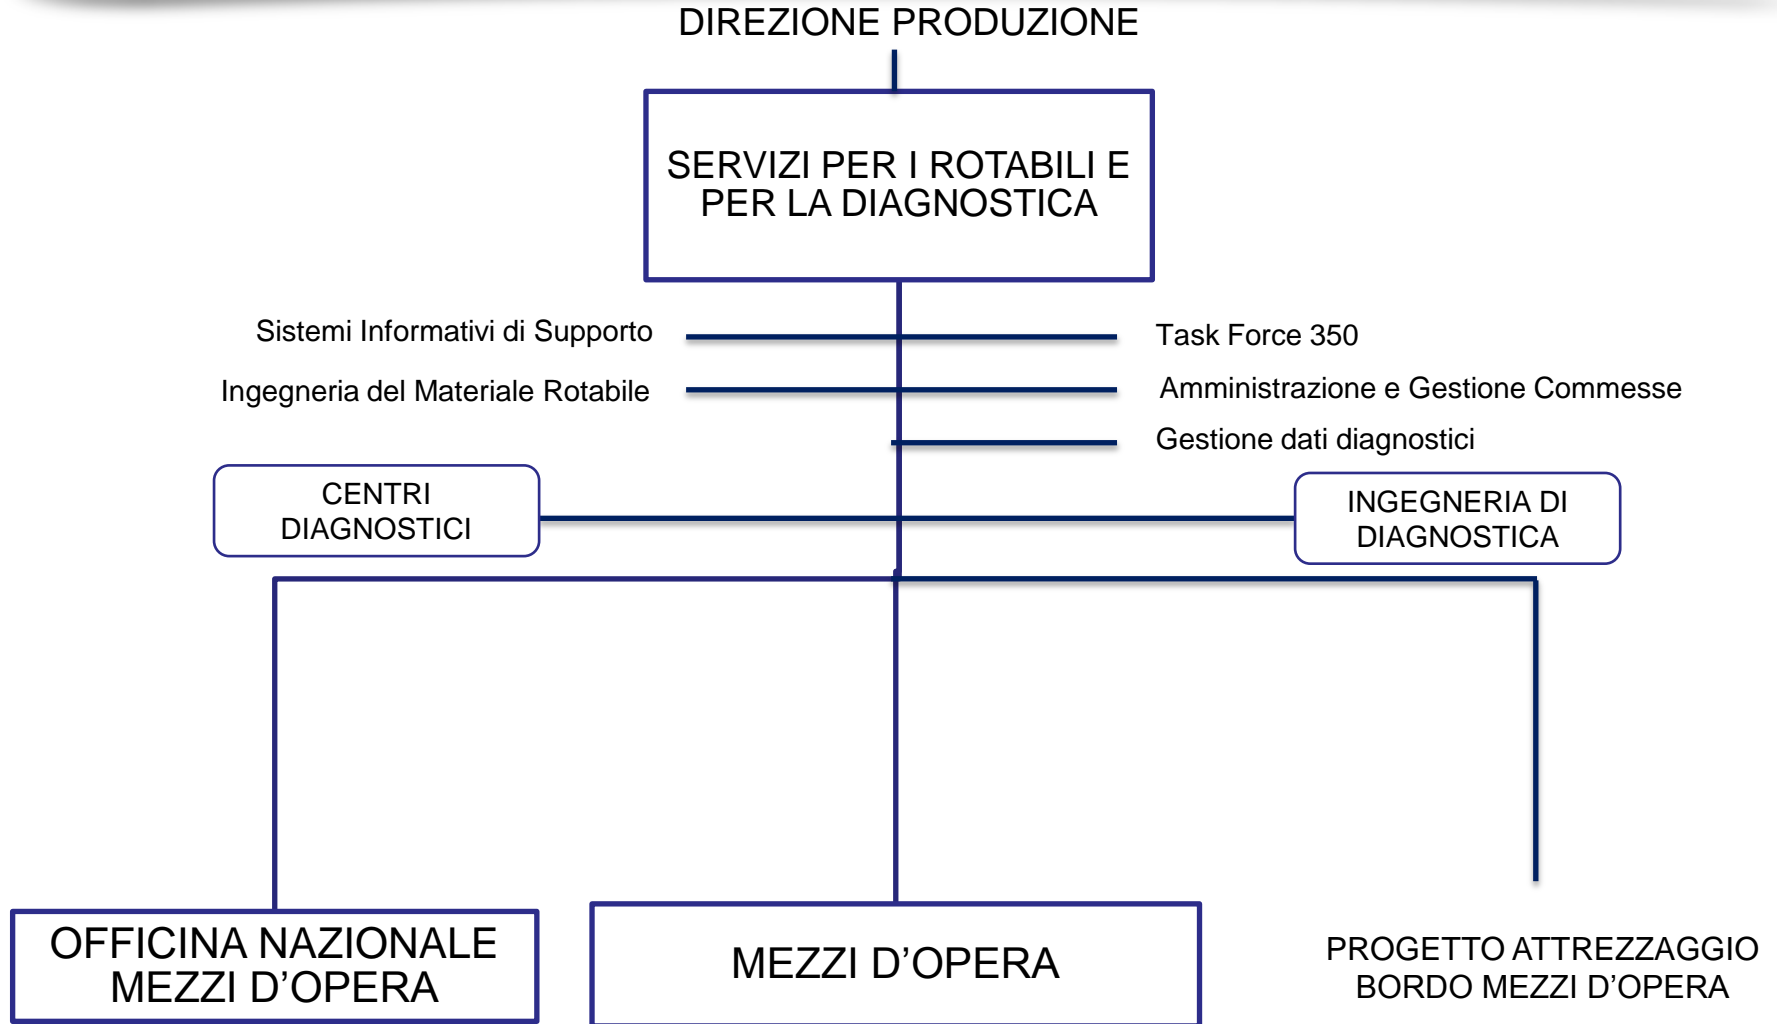 DIREZIONE PRODUZIONE
SERVIZI PER I ROTABILI E
PER LA DIAGNOSTICA
Sistemi Informativi di Supporto
Task Force 350
Ingegneria del Materiale Rotabile
Amministrazione e Gestione Commesse
Gestione dati diagnostici
CENTRI
DIAGNOSTICI
INGEGNERIA DI
DIAGNOSTICA
OFFICINA NAZIONALE
MEZZI D’OPERA
MEZZI D’OPERA
PROGETTO ATTREZZAGGIO
BORDO MEZZI D’OPERA